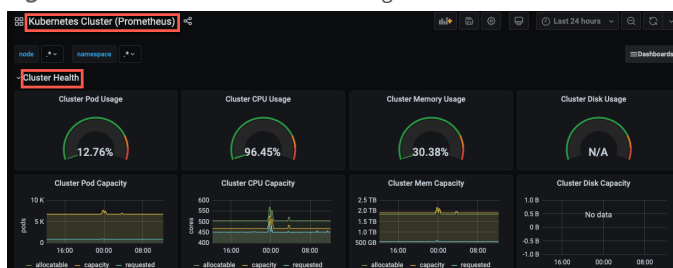 Kubernetes Cluster (Prometheus)
Last 24 hours
node .* namespace .*
Dashboards
Cluster Health
Cluster Pod Usage
Cluster CPU Usage
Cluster Memory Usage
Cluster Disk Usage
12.76%
96.45%
30.38%
N/A
Cluster Pod Capacity
Cluster CPU Capacity
Cluster Mem Capacity
Cluster Disk Capacity
pods
10 K
5 K
0
16:00 00:00 08:00
allocatable capacity requested
cores
600
550
500
450
400
16:00 00:00 08:00
allocatable capacity requested
2.5 TB
2.0 TB
1.5 TB
1.0 TB
500 GB
16:00 00:00 08:00
allocatable capacity requested
1.0 B
0.5 B
0 B
-0.5 B
-1.0 B
No data
16:00 00:00 08:00